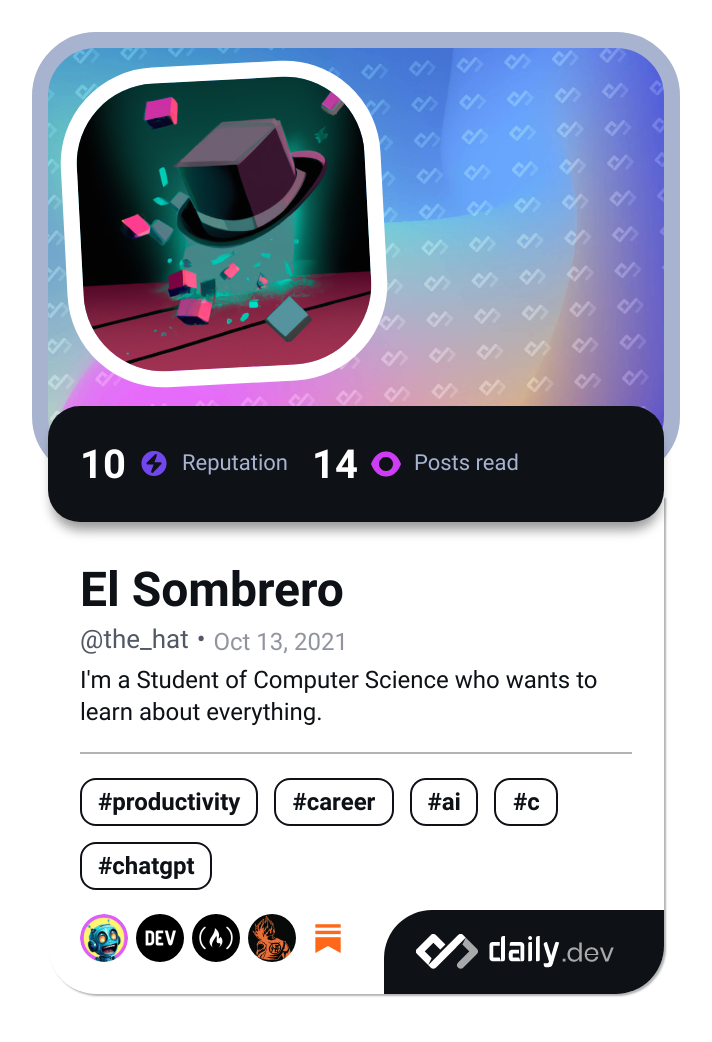 10 Reputation 14 Posts read
El Sombrero
@the_hat • Oct 13, 2021
I'm a Student of Computer Science who wants to
learn about everything.
#productivity #career #ai #c
#chatgpt
DEV
daily.dev